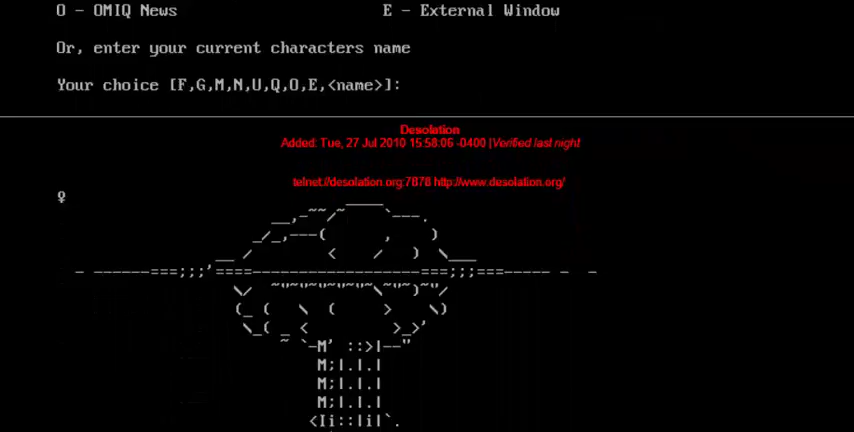 O - OMIQ News E - External Window
Or, enter your current characters name
Your choice [F,G,M,N,U,Q,O,E,<name>]:
Desolation
Added: Tue, 27 Jul 2010 15:58:06 -0400 |Verified last night
telnet://desolation.org:7878 http://www.desolation.org/